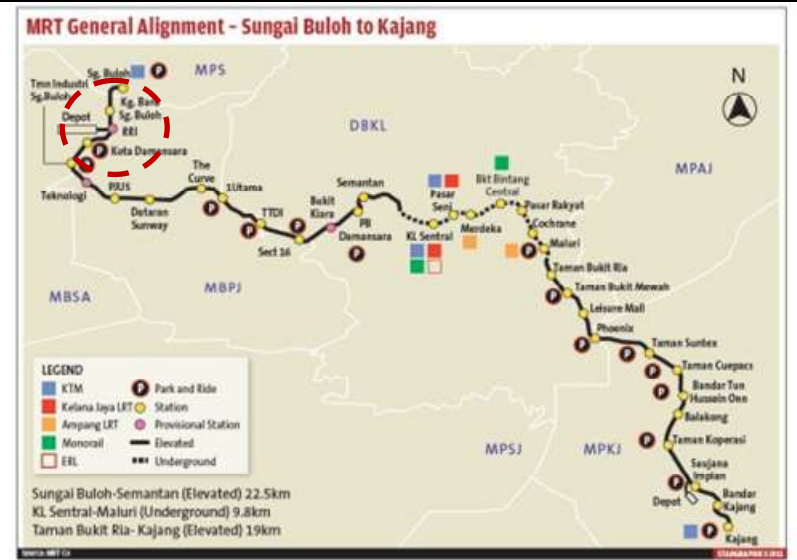 MRT General Alignment - Sungai Buloh to Kajang
Sg. Buloh
P
MPS
N
Tmn Industri
Sg.Buloh
Kg. Baru
Sg. Buloh
Depot
RRI
P
Kota Damansara
P
DBKL
MPAJ
Teknologi
PJUS
Dataran
Sunway
The
Curve
P
1Utama
P
TTDI
Sect 16
P
Bukit
Kiara
Semantan
PB
Damansara
P
KL Sentral
Pasar
Seni
Merdeka
Bkt Bintang
Central
Pasar Rakyat
Cochrane
P
Maluri
Taman Bukit Ria
P
Taman Bukit Mewah
Leisure Mall
P
Phoenix
P
Taman Suntex
P
Taman Cuepacs
P
Bandar Tun
Hussein Onn
Balakong
P
Taman Koperasi
P
Saujana
Impian
Depot
Bandar
Kajang
P
Kajang
MBSA
MBPJ
MPSJ
MPKJ
LEGEND
KTM
P Park and Ride
Kelana Jaya LRT
Station
Ampang LRT
Provisional Station
Monorail
Elevated
ERL
Underground
Sungai Buloh-Semantan (Elevated) 22.5km
KL Sentral-Maluri (Underground) 9.8km
Taman Bukit Ria- Kajang (Elevated) 19km
Source: MRT Co